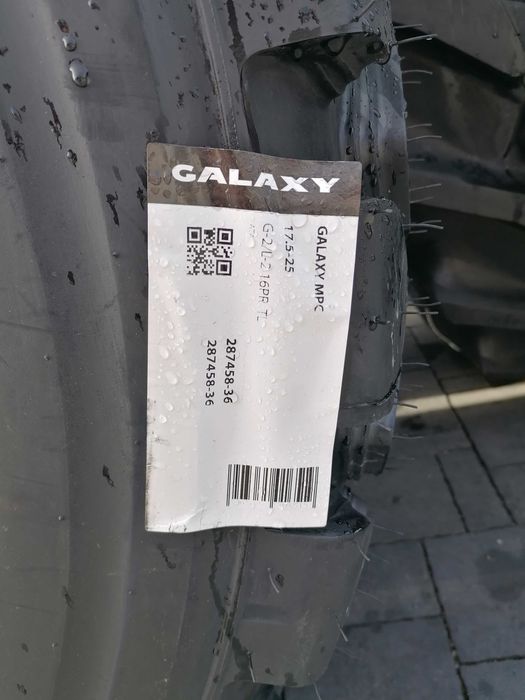 GALAXY
GALAXY MPC
17.5-25
G-2/L-2 16PR TL
287458-36
287458-36